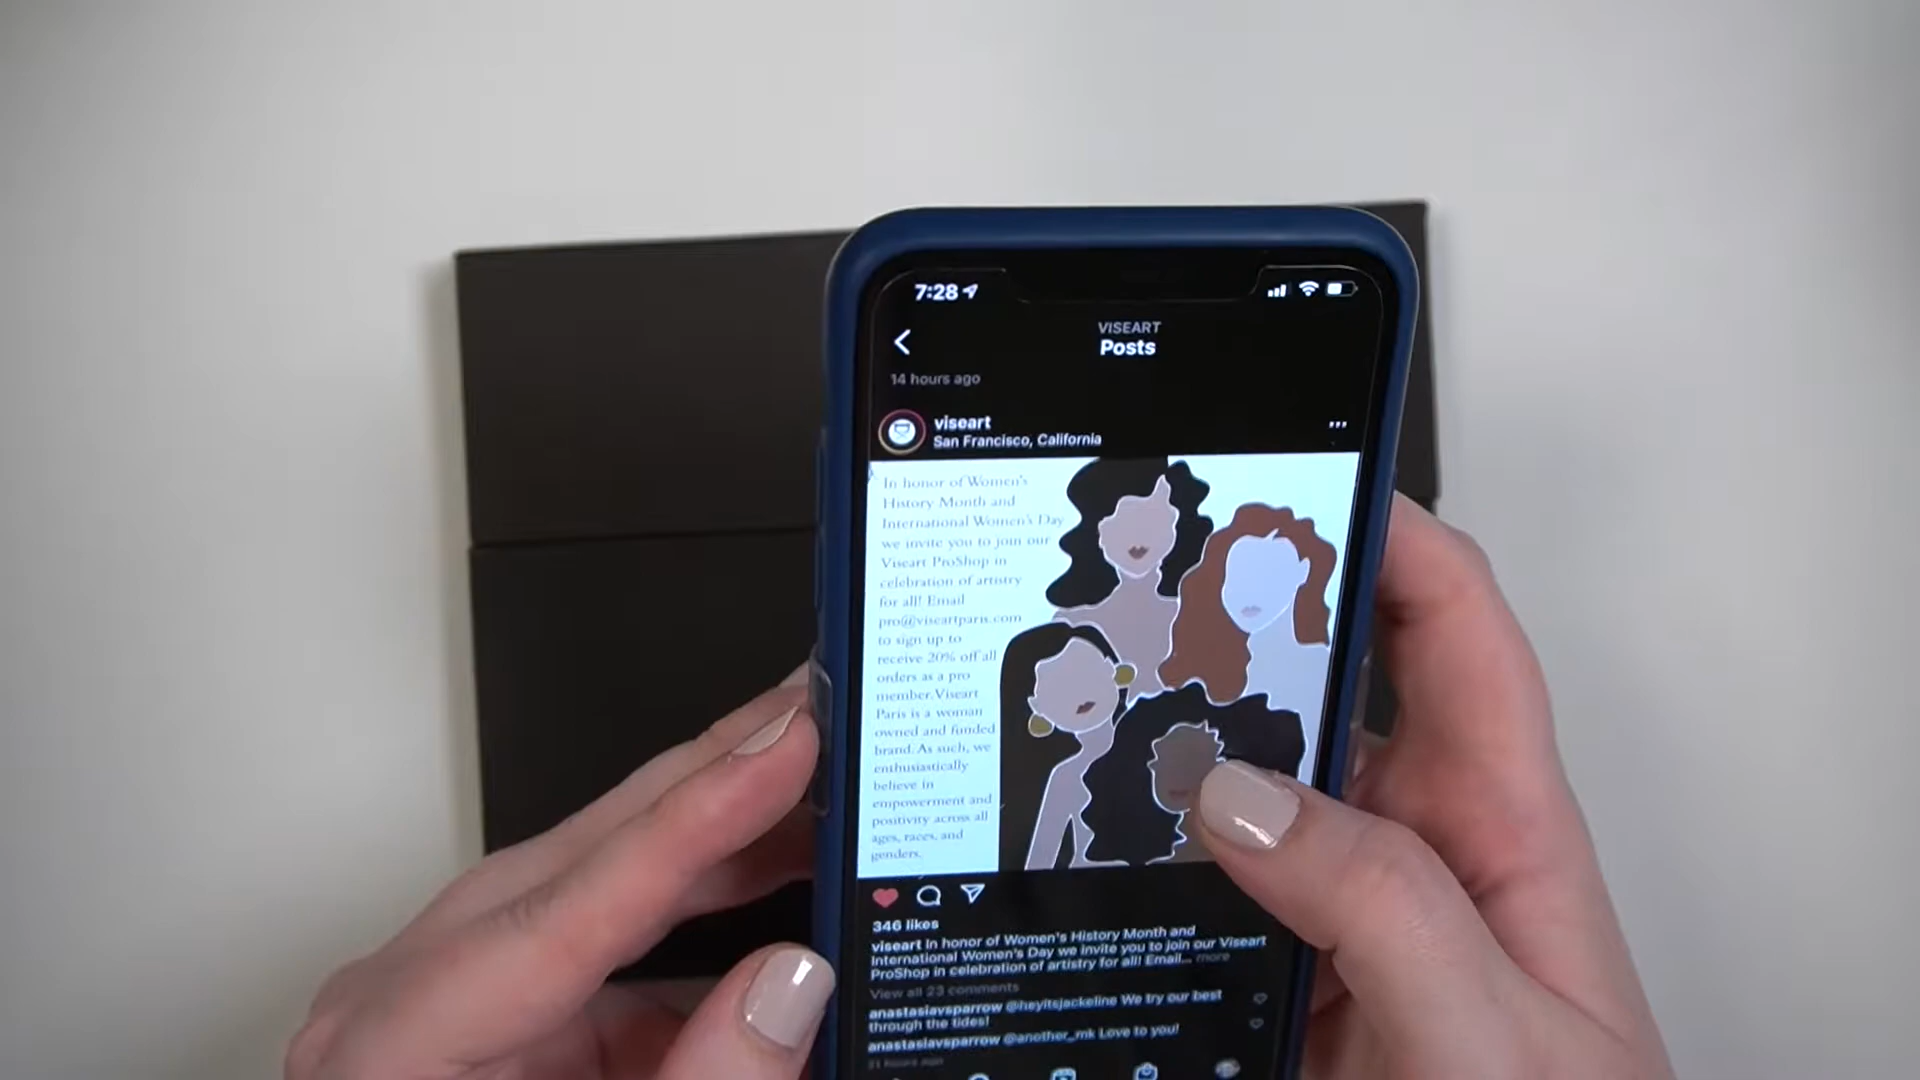 7:28
VISEART
Posts
14 hours ago
viseart
San Francisco, California
In honor of Women's
History Month and
International Women's Day
we invite you to join our
Viseart ProShop in
celebration of artistry
for all! Email
pro@viseartparis.com
to sign up to
receive 20% off all
orders as a pro
member. Viseart
Paris is a woman
owned and funded
brand. As such, we
enthusiastically
believe in
empowerment and
positivity across all
ages, races, and
genders.
346 likes
viseart In honor of Women's History Month and
International Women's Day we invite you to join our Viseart
ProShop in celebration of artistry for all! Email... more
View all 23 comments
anastasiavsparrow @heyitsjackeline We try our best
through the tides!
anastasiavsparrow @another_mk Love to you!
21 hours ago